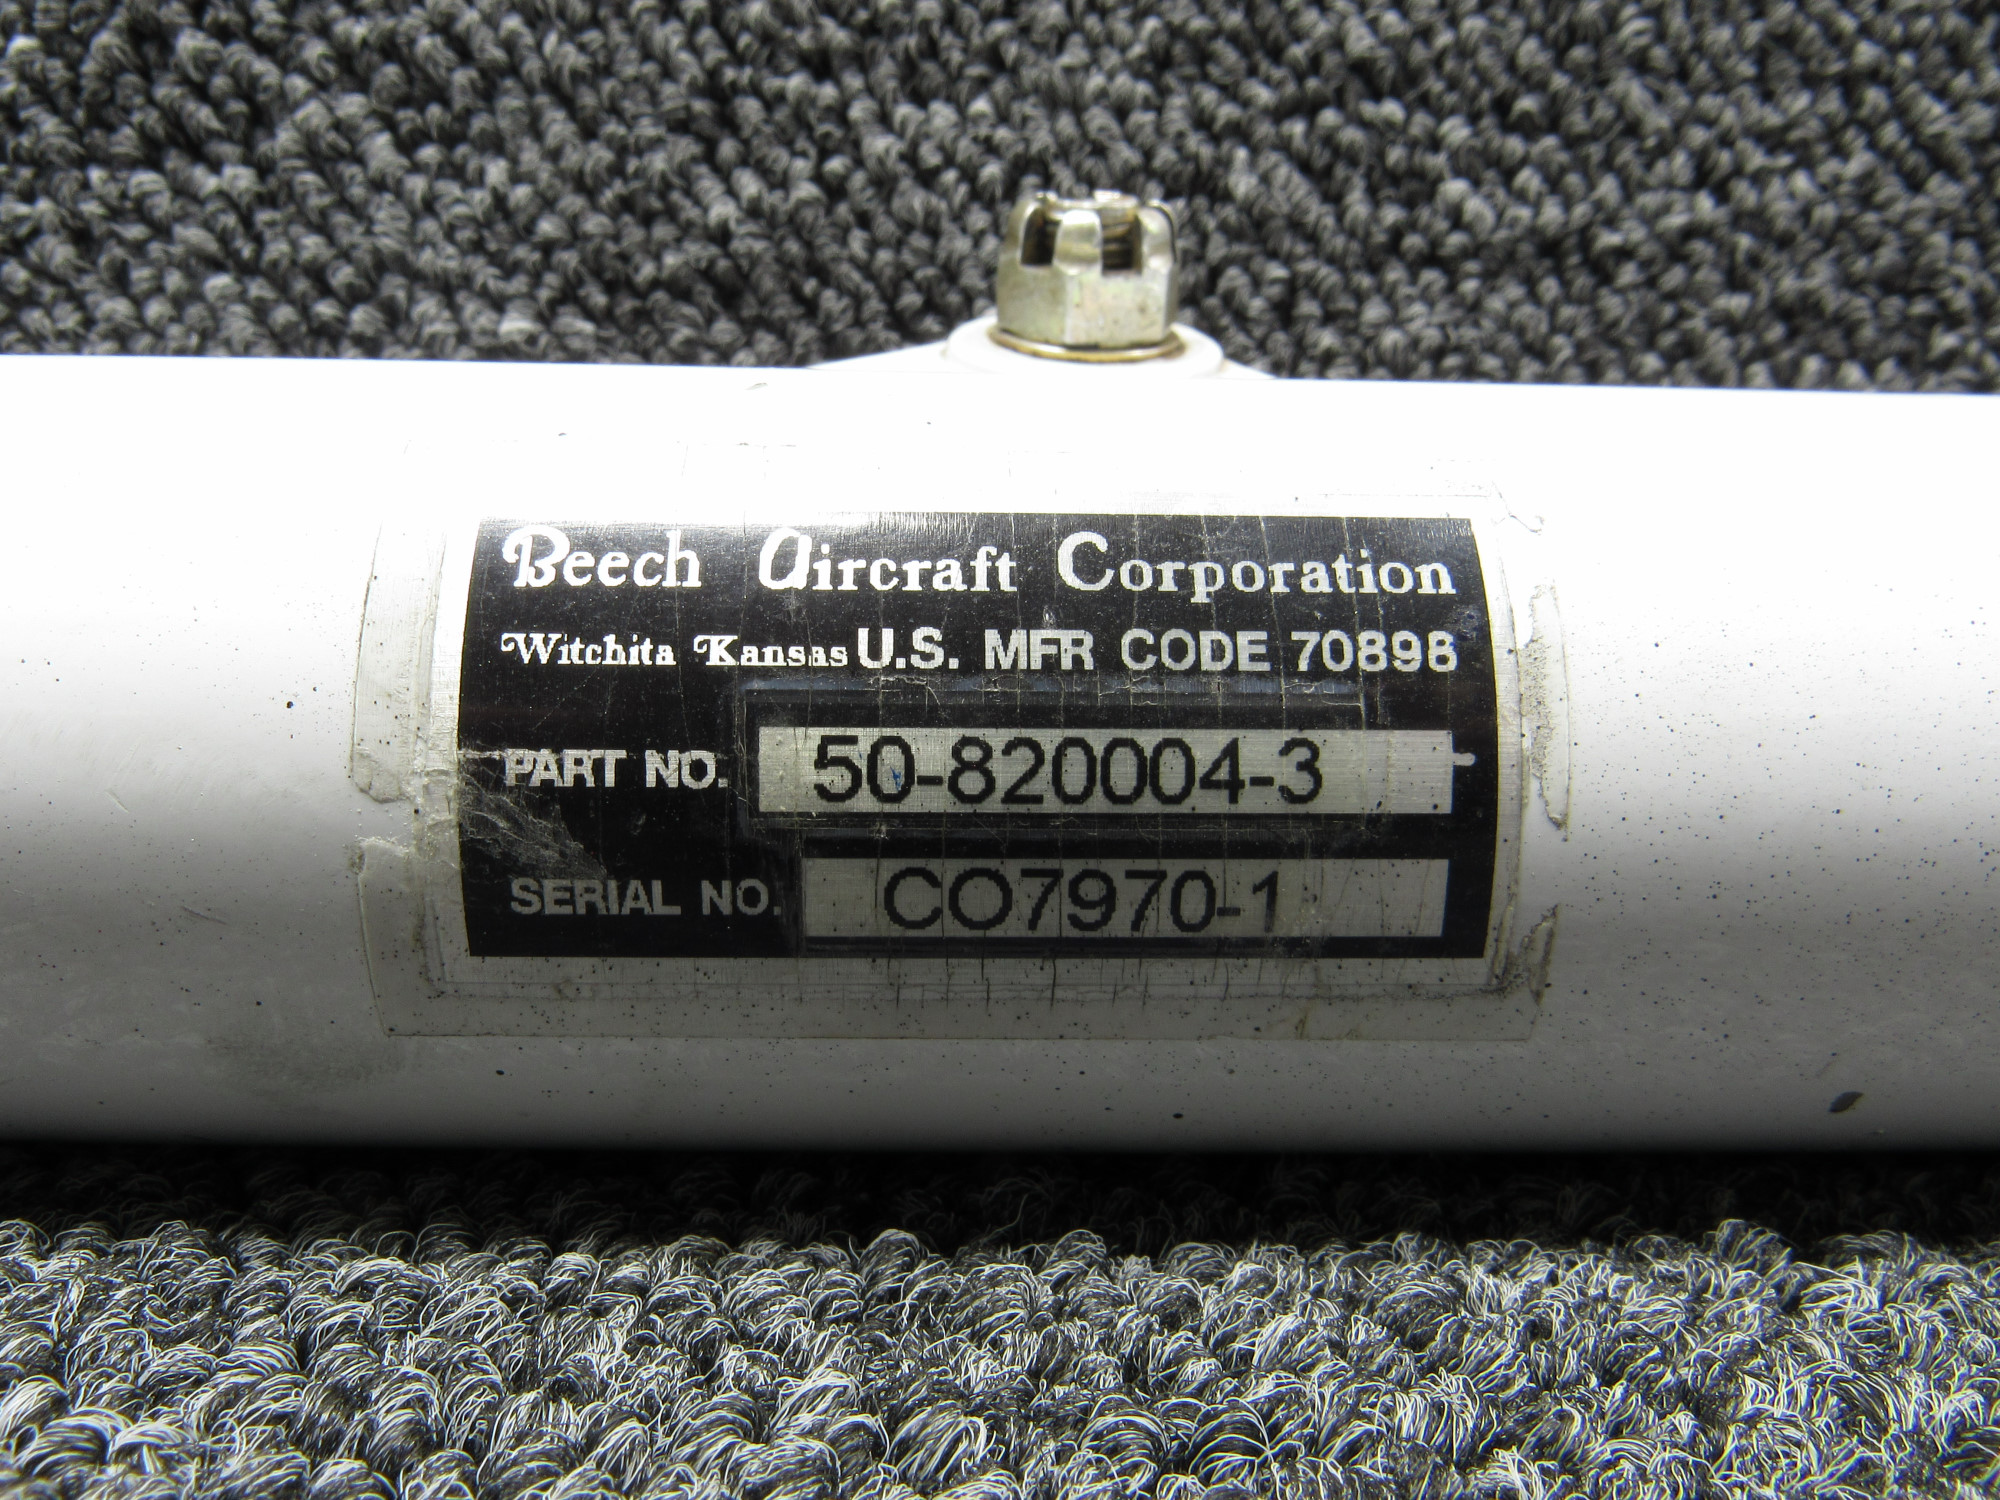 Beech Aircraft Corporation
Witchita Kansas U.S. MFR CODE 70898
PART NO. 50-820004-3
SERIAL NO. CO7970-1